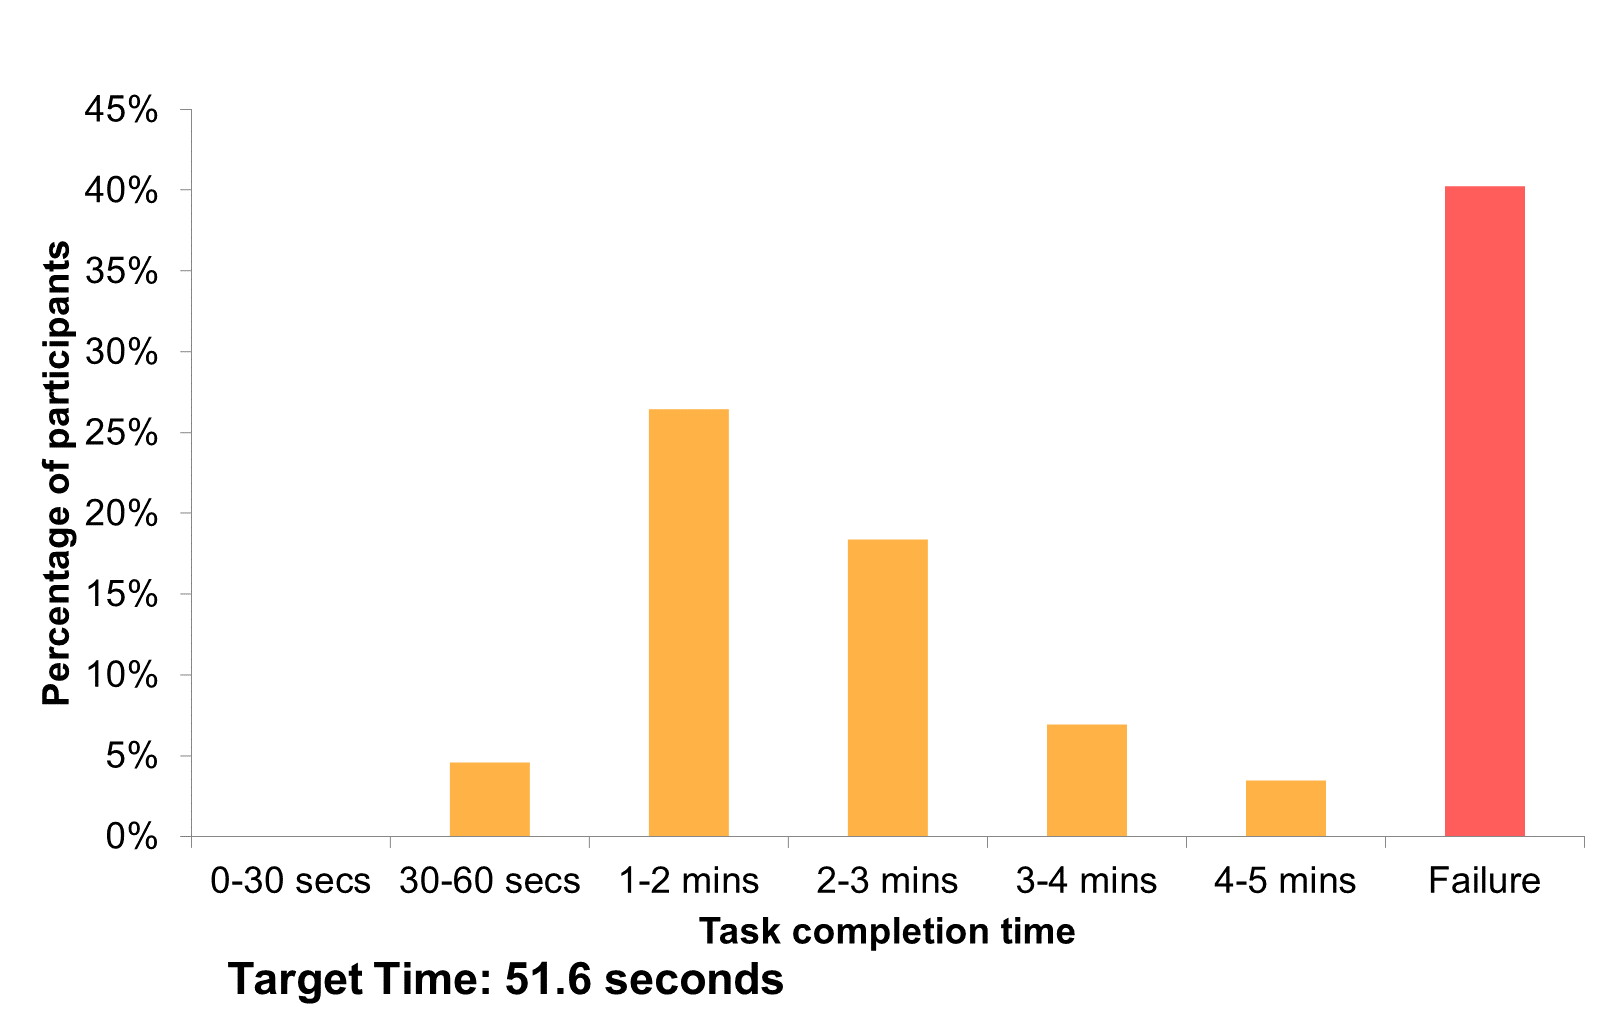 45%
40%
35%
30%
25%
20%
15%
10%
5%
0%
Percentage of participants
0-30 secs 30-60 secs 1-2 mins 2-3 mins 3-4 mins 4-5 mins Failure
Task completion time
Target Time: 51.6 seconds